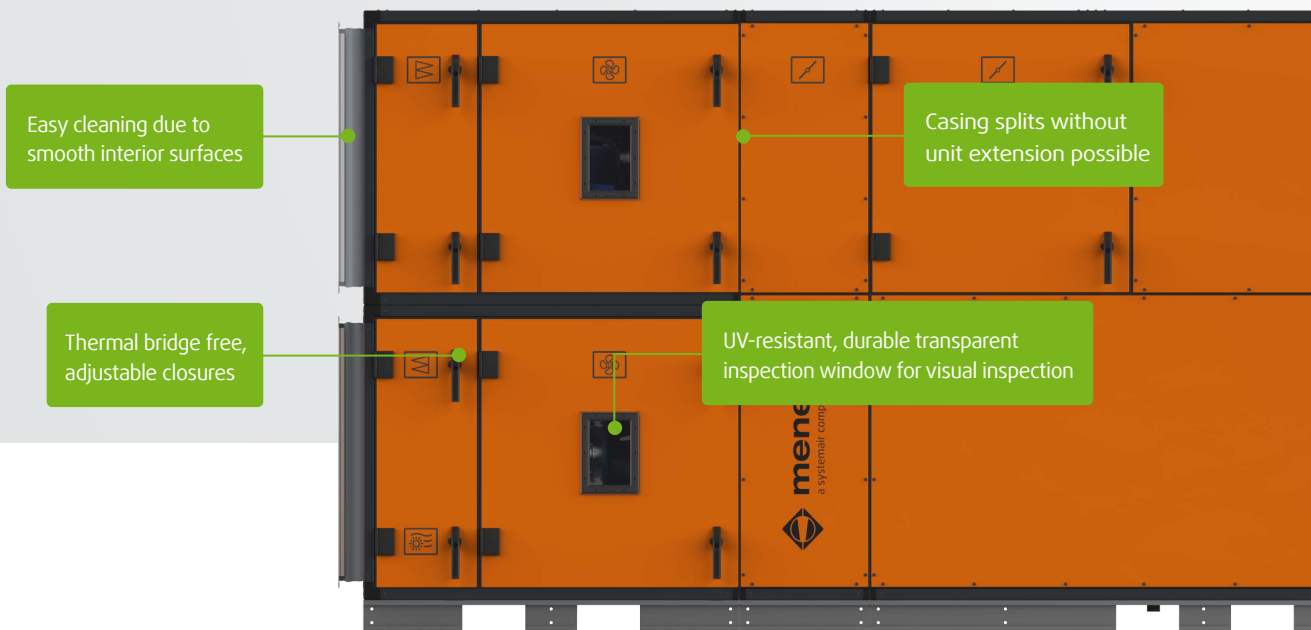 Easy cleaning due to
smooth interior surfaces
Casing splits without
unit extension possible
Thermal bridge free,
adjustable closures
UV-resistant, durable transparent
inspection window for visual inspection
a systemair